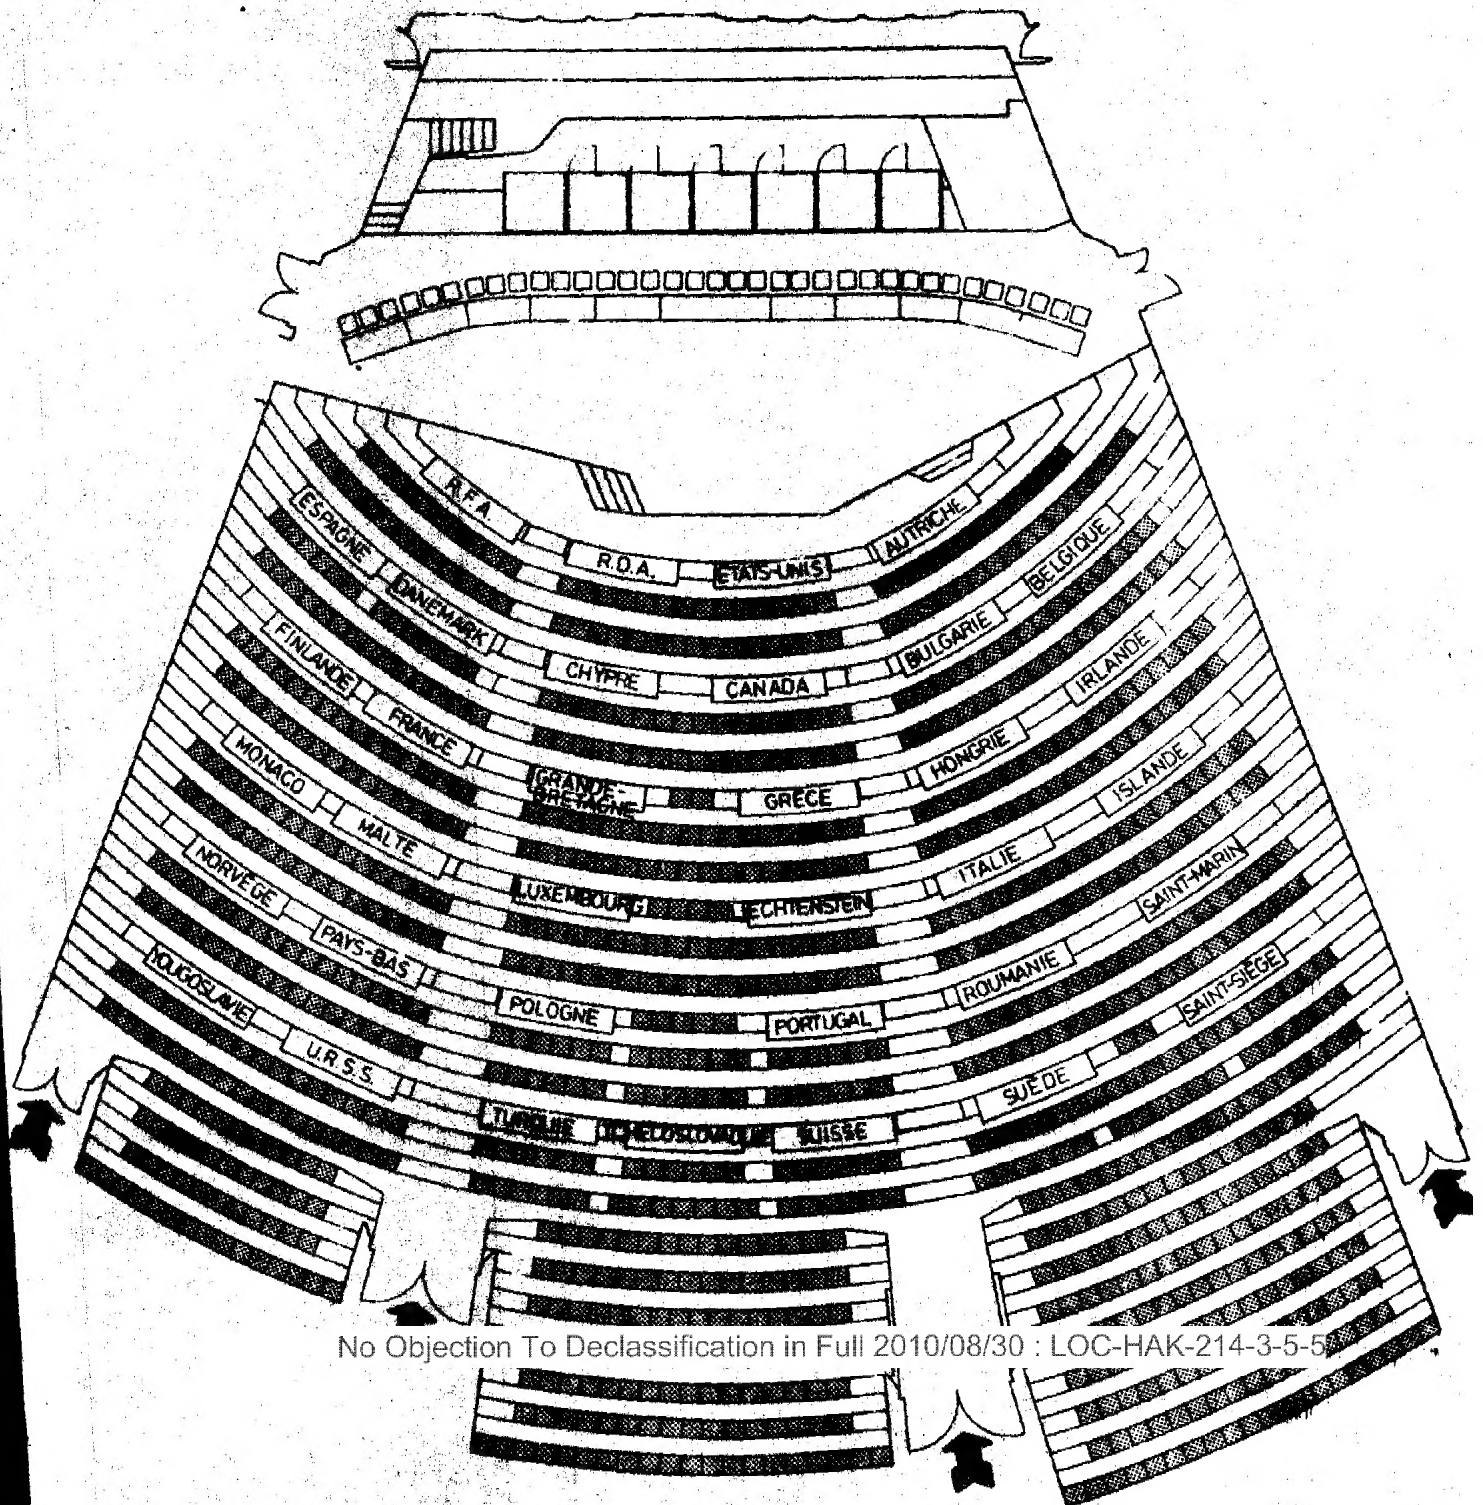 R.F.A.
R.D.A.
ETATS-UNIS
AUTRICHE
ESPAGNE
DANEMARK
CHYPRE
CANADA
BULGARIE
BELGIQUE
FINLANDE
FRANCE
GRANDE-
BRETAGNE
GRECE
HONGRIE
IRLANDE
MONACO
MALTE
LUXEMBOURG
LIECHTENSTEIN
ITALIE
ISLANDE
NORVEGE
PAYS-BAS
POLOGNE
PORTUGAL
ROUMANIE
SAINT-MARIN
YOUGOSLAVIE
U.R.S.S.
TURQUIE
TCHECOSLOVAQUIE
SUISSE
SUEDE
SAINT-SIÈGE
No Objection To Declassification in Full 2010/08/30 : LOC-HAK-214-3-5-5